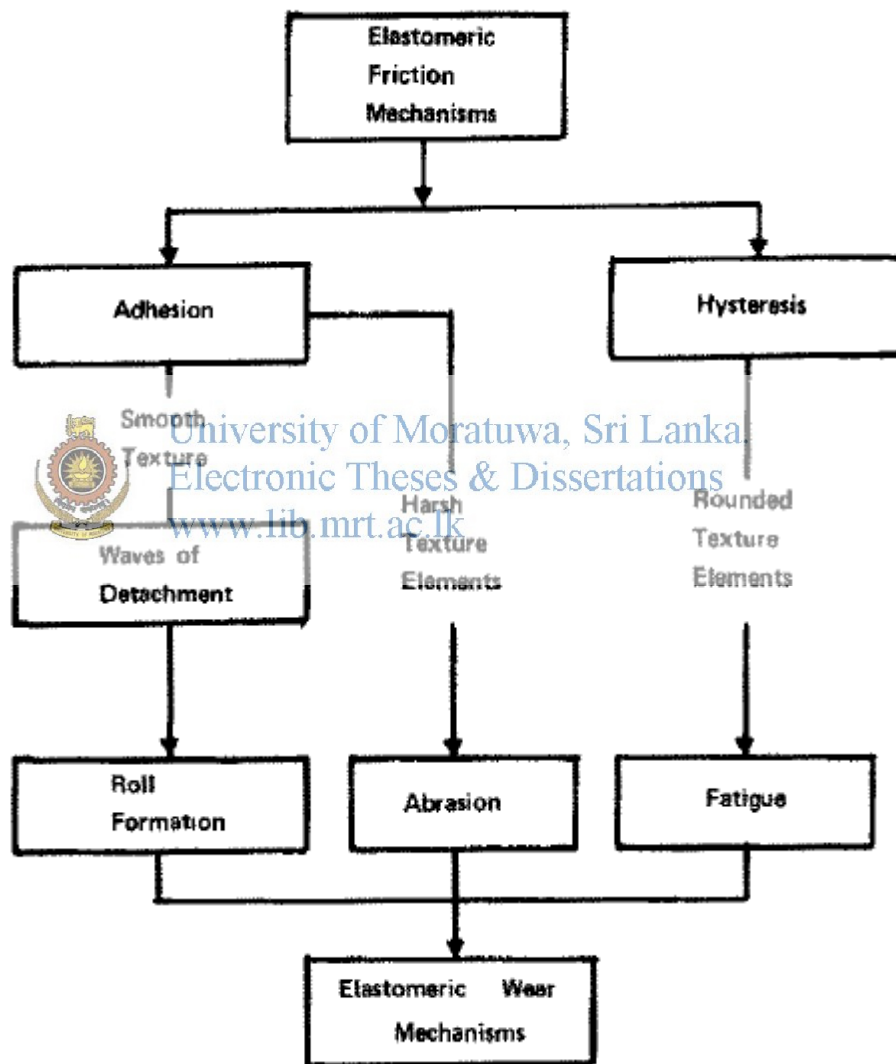 Elastomeric
Friction
Mechanisms
Adhesion
Hysteresis
Smooth
Texture
University of Moratuwa, Sri Lanka.
Electronic Theses & Dissertations
www.lib.mrt.ac.lk
Harsh
Texture
Elements
Rounded
Texture
Elements
Waves of
Detachment
Roll
Formation
Abrasion
Fatigue
Elastomeric Wear
Mechanisms